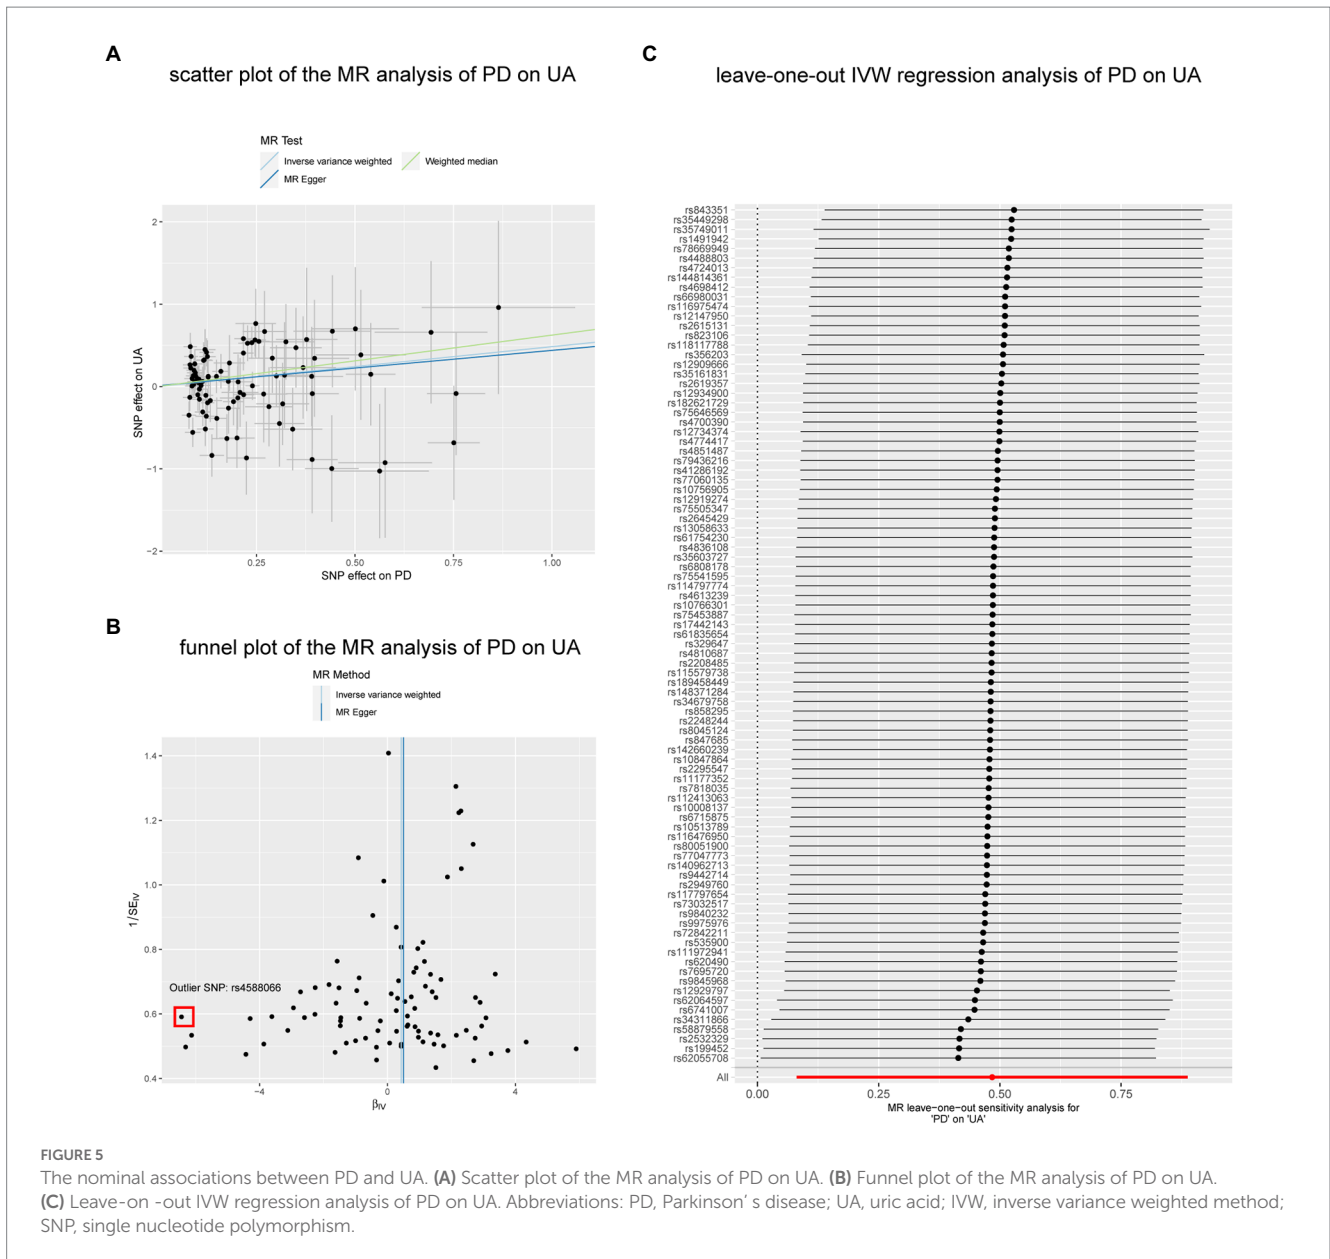 A
scatter plot of the MR analysis of PD on UA
MR Test
Inverse variance weighted
Weighted median
MR Egger
2
1
0
−1
−2
SNP effect on UA
0.25
0.50
0.75
1.00
SNP effect on PD
B
funnel plot of the MR analysis of PD on UA
MR Method
Inverse variance weighted
MR Egger
1.4
1.2
1.0
0.8
0.6
0.4
1/SEIV
Outlier SNP: rs4588066
−4
0
4
βIV
C
leave-one-out IVW regression analysis of PD on UA
rs843351
rs35449298
rs35749011
rs1491942
rs78669949
rs4488803
rs4724013
rs144814361
rs4698412
rs66980031
rs116975474
rs12147950
rs2615131
rs823106
rs118117788
rs356203
rs12909666
rs35161831
rs2619357
rs12934900
rs182621729
rs75646569
rs4700390
rs12734374
rs4774417
rs4851487
rs79436216
rs41286192
rs77060135
rs10756905
rs12919274
rs75505347
rs2645429
rs13058633
rs61754230
rs4836108
rs35603727
rs6808178
rs75541595
rs114797774
rs4613239
rs10766301
rs75453887
rs17442143
rs61835654
rs329647
rs4810687
rs2208485
rs115579738
rs189458449
rs148371284
rs34679758
rs858295
rs2248244
rs8045124
rs847685
rs142660239
rs10847864
rs2295547
rs11177352
rs7818035
rs112413063
rs10008137
rs6715875
rs10513789
rs116476950
rs80051900
rs77047773
rs140962713
rs9442714
rs2949760
rs117797654
rs73032517
rs9840232
rs9975976
rs72842211
rs535900
rs111972941
rs620490
rs7695720
rs9845968
rs12929797
rs62064597
rs6741007
rs34311866
rs58879558
rs2532329
rs199452
rs62055708
All
0.00
0.25
0.50
0.75
MR leave−one−out sensitivity analysis for
'PD' on 'UA'
FIGURE 5
The nominal associations between PD and UA. (A) Scatter plot of the MR analysis of PD on UA. (B) Funnel plot of the MR analysis of PD on UA.
(C) Leave-on -out IVW regression analysis of PD on UA. Abbreviations: PD, Parkinson´ s disease; UA, uric acid; IVW, inverse variance weighted method;
SNP, single nucleotide polymorphism.